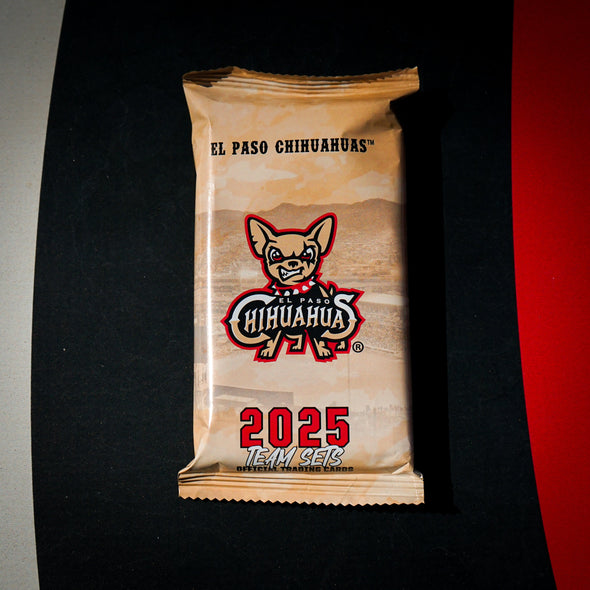 EL PASO CHIHUAHUAS™
EL PASO
CHIHUAHUAS
®
2025
TEAM SETS
OFFICIAL TRADING CARDS